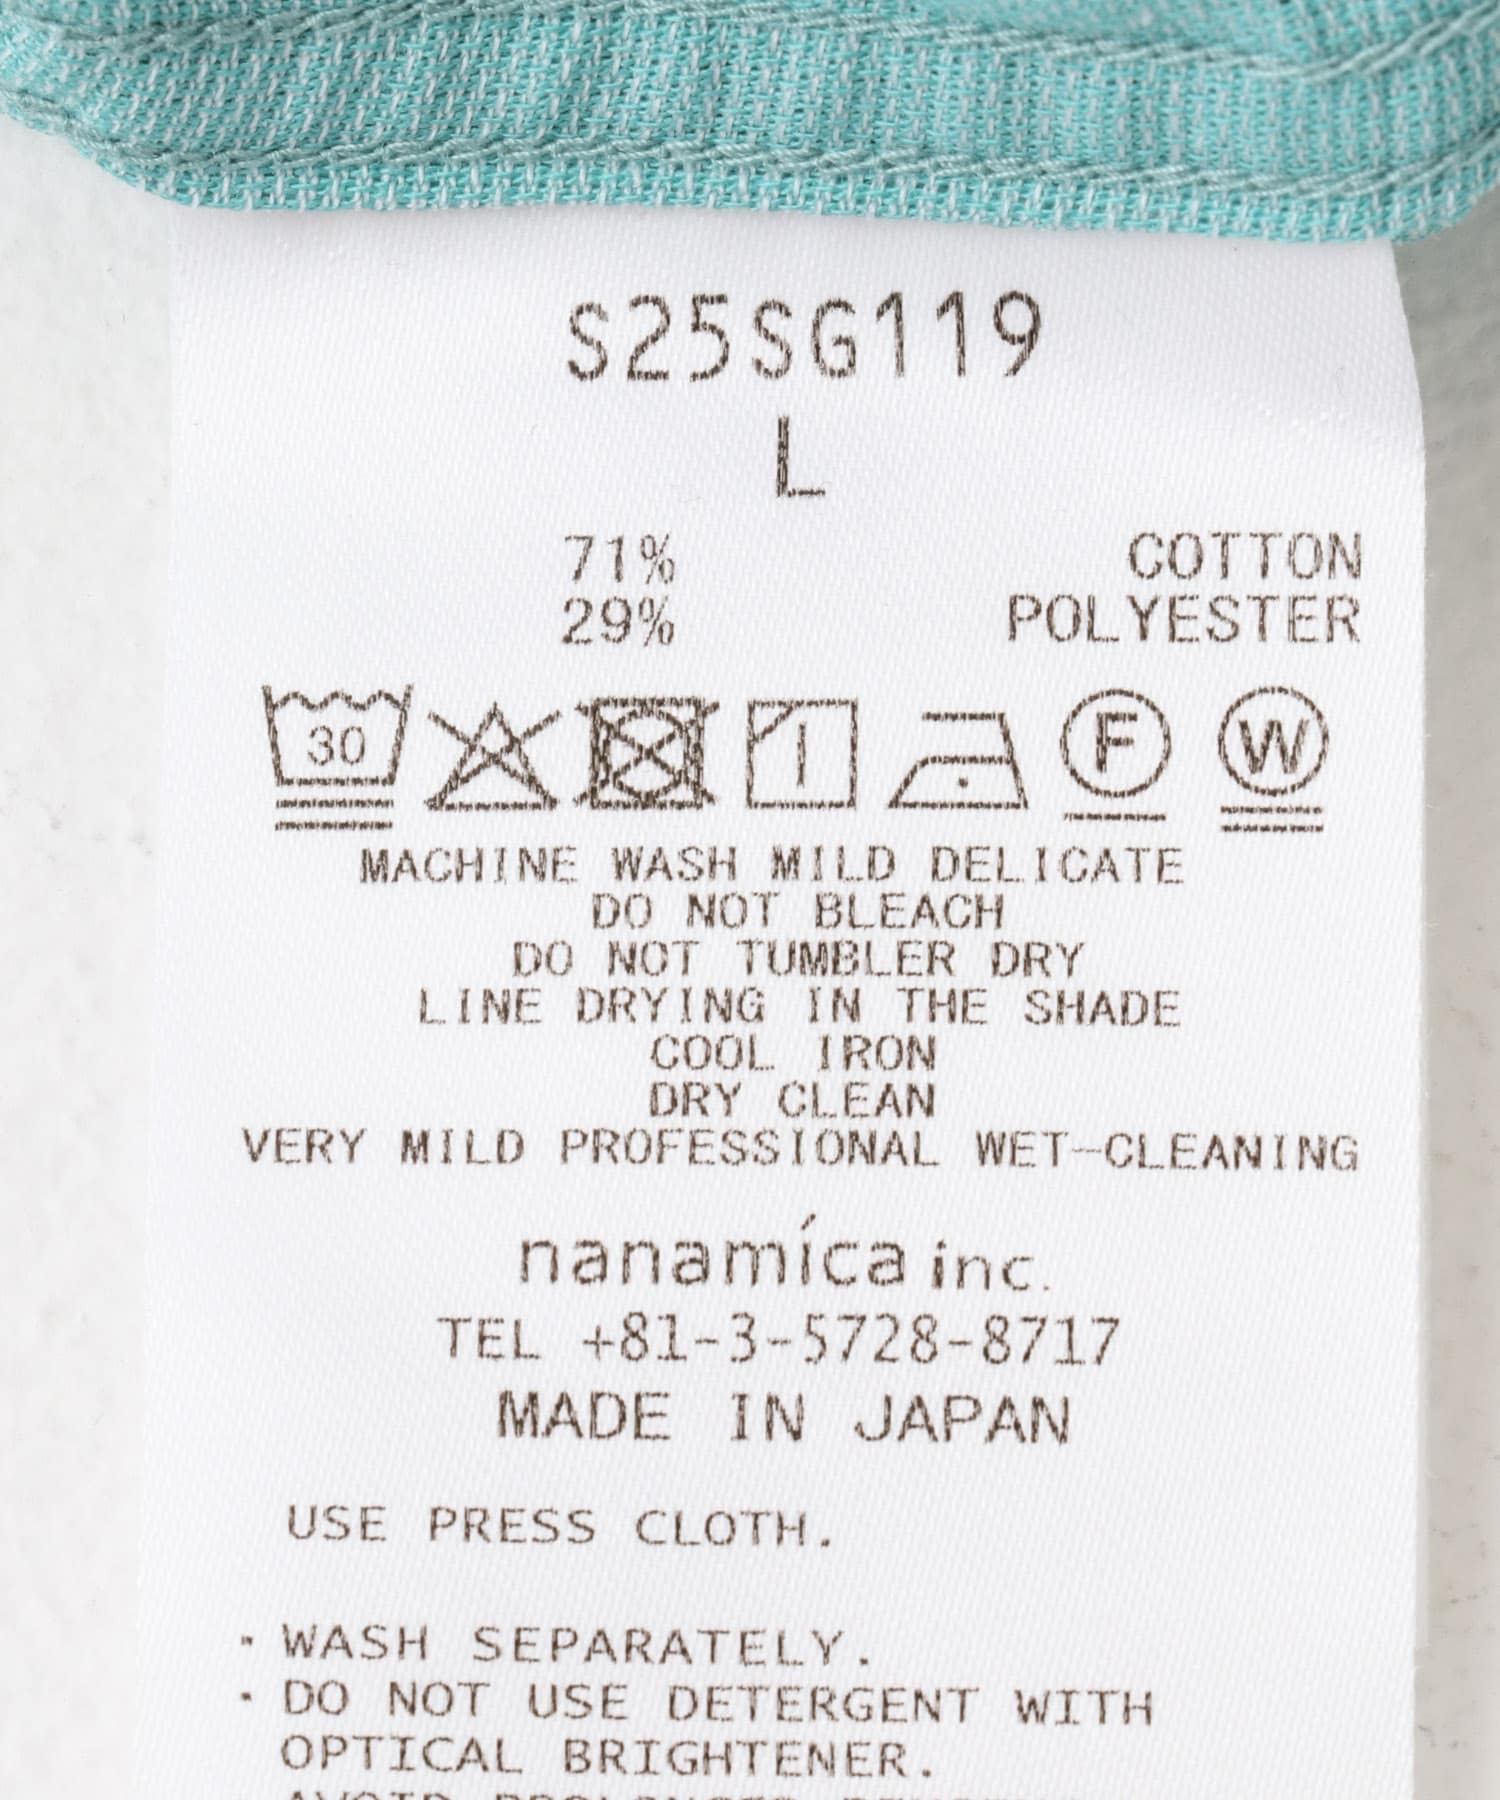 S25SG119
L
71% COTTON
29% POLYESTER
30 F W
MACHINE WASH MILD DELICATE
DO NOT BLEACH
DO NOT TUMBLER DRY
LINE DRYING IN THE SHADE
COOL IRON
DRY CLEAN
VERY MILD PROFESSIONAL WET-CLEANING
nanamíca inc.
TEL +81-3-5728-8717
MADE IN JAPAN
USE PRESS CLOTH.
・WASH SEPARATELY.
・DO NOT USE DETERGENT WITH
OPTICAL BRIGHTENER.